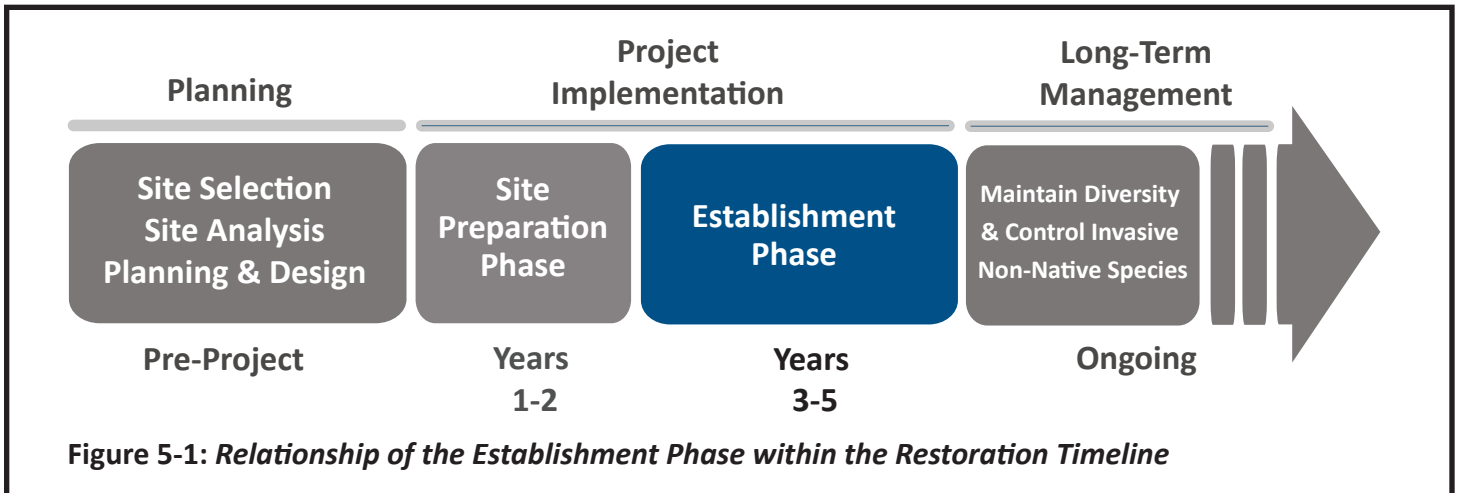 Planning
Project
Implementation
Long-Term
Management
Site Selection
Site Analysis
Planning & Design
Site
Preparation
Phase
Establishment
Phase
Maintain Diversity
& Control Invasive
Non-Native Species
Pre-Project
Years
1-2
Years
3-5
Ongoing
Figure 5-1: Relationship of the Establishment Phase within the Restoration Timeline